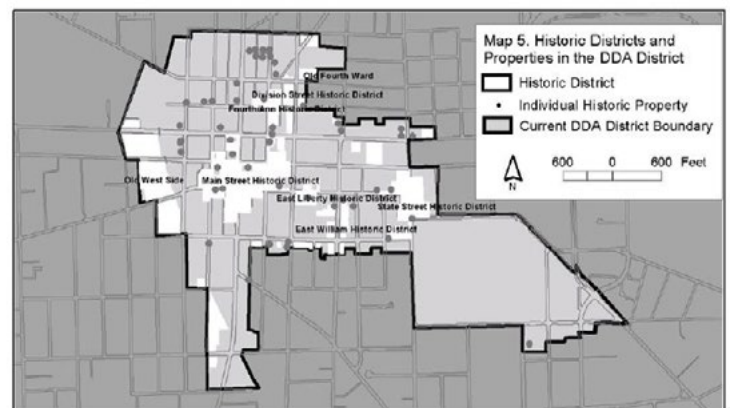 Map 5. Historic Districts and
Properties in the DDA District
Historic District
Individual Historic Property
Current DDA District Boundary
600 0 600 Feet
N
Old Fourth Ward
Division Street Historic District
Fourth/Ann Historic District
Old West Side
Main Street Historic District
East Liberty Historic District
State Street Historic District
East William Historic District